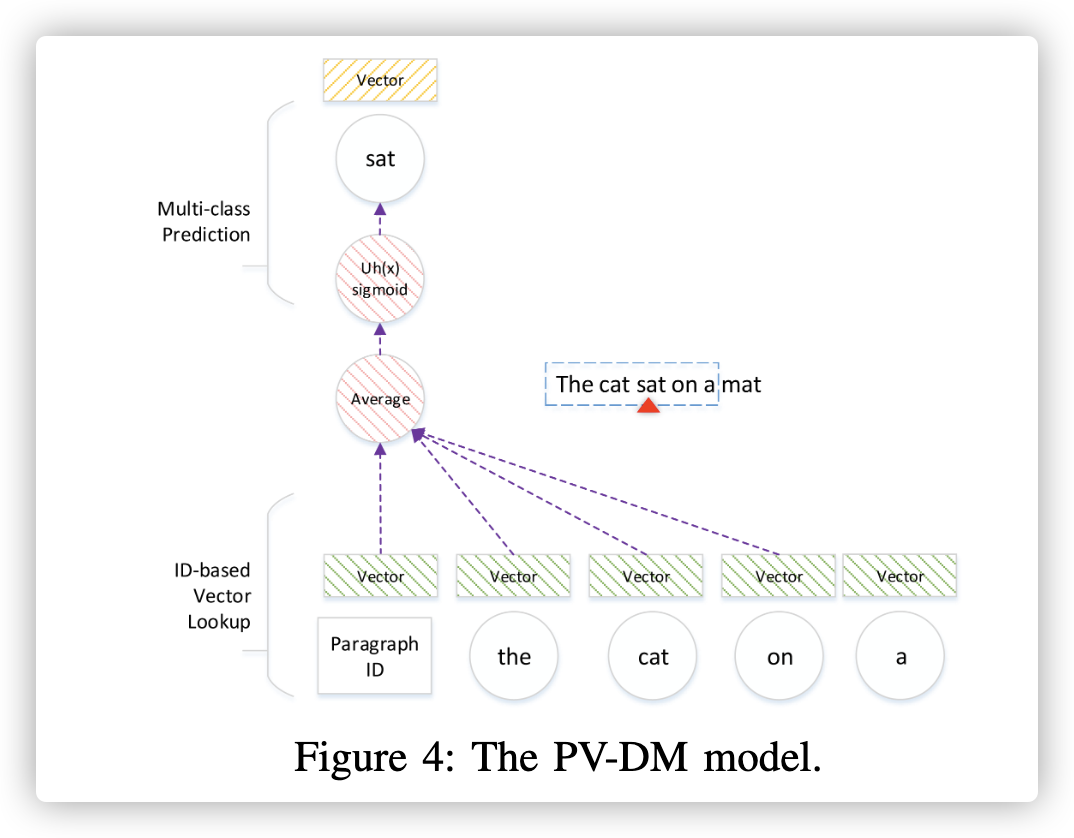 Vector
sat
Multi-class
Prediction
Uh(x)
sigmoid
Average
The cat sat on a mat
ID-based
Vector
Lookup
Vector
Vector
Vector
Vector
Vector
Paragraph
ID
the
cat
on
a
Figure 4: The PV-DM model.